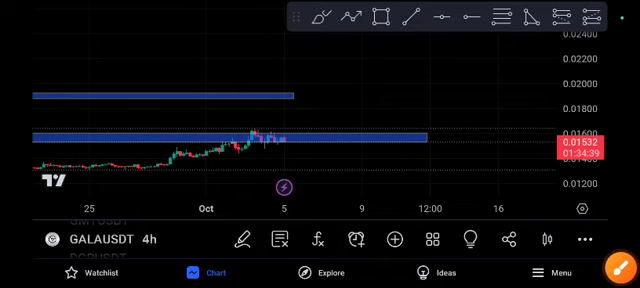 0.02400
0.02200
0.02000
0.01800
0.01600
0.01532
01:34:39
0.01200
25
Oct
5
9
12:00
16
GALAUSDT 4h
Watchlist
Chart
Explore
Ideas
Menu